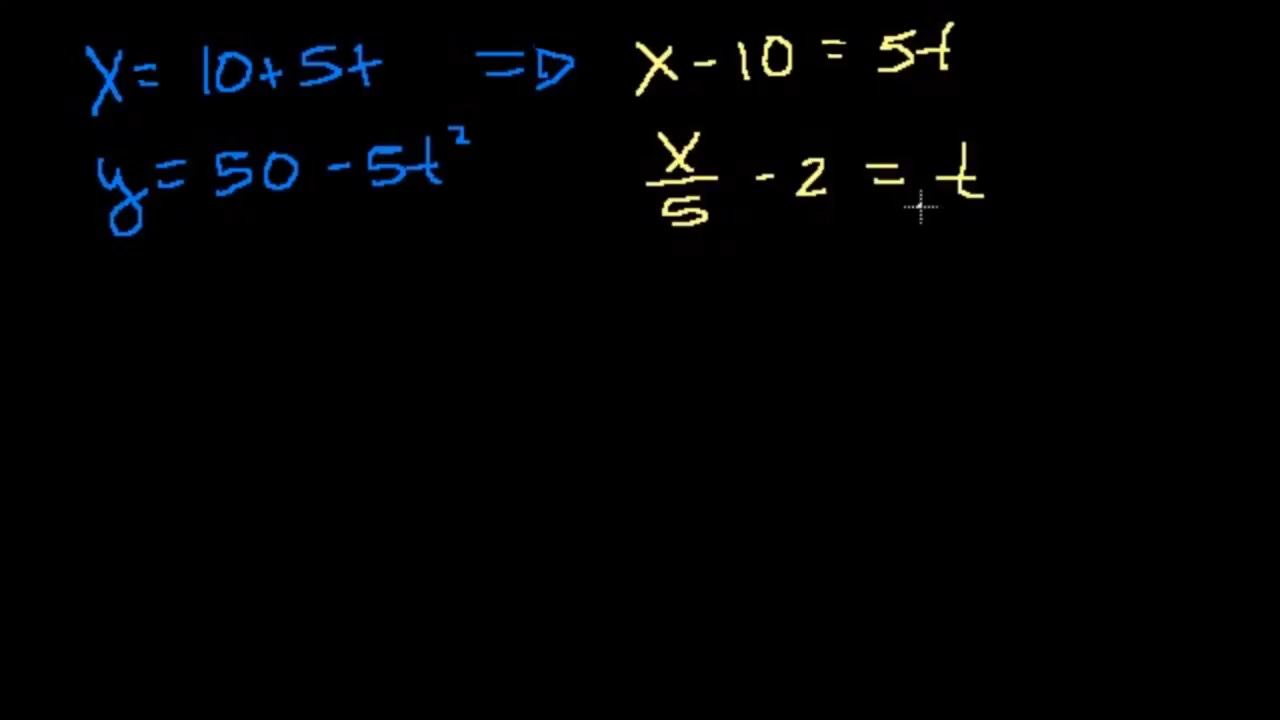 x = 10 + 5t ⇒ x - 10 = 5t
y = 50 - 5t² x/5 - 2 = t